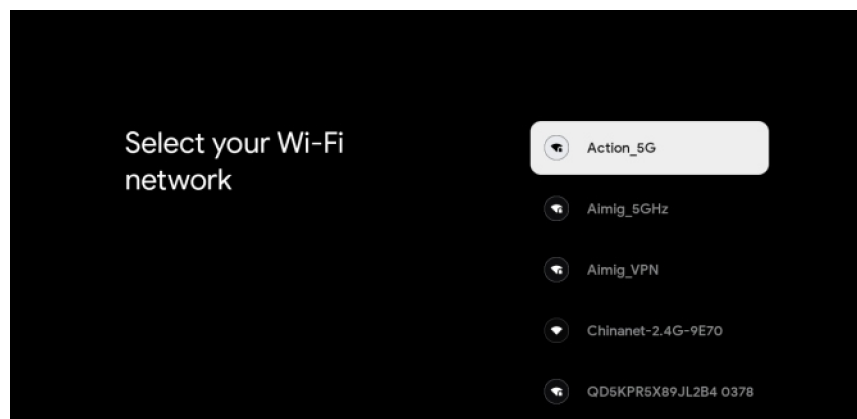 Select your Wi-Fi
network
Action_5G
Aimig_5GHz
Aimig_VPN
Chinanet-2.4G-9E70
QD5KPR5X89JL2B4 0378